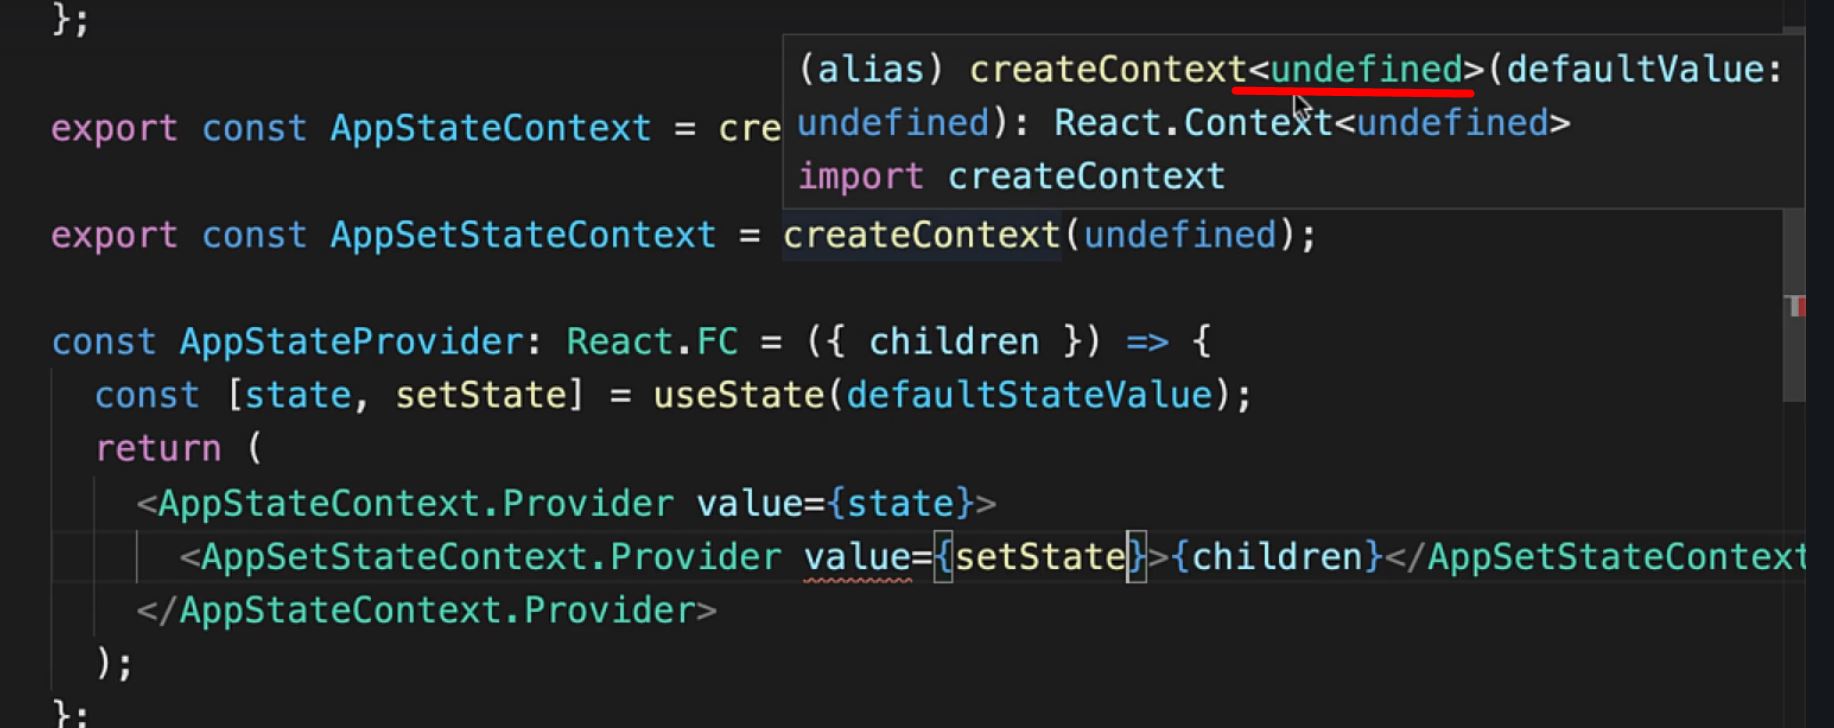 };
(alias) createContext<undefined>(defaultValue:
undefined): React.Context<undefined>
import createContext
export const AppStateContext = cre
export const AppSetStateContext = createContext(undefined);
const AppStateProvider: React.FC = ({ children }) => {
const [state, setState] = useState(defaultStateValue);
return (
<AppStateContext.Provider value={state}>
<AppSetStateContext.Provider value={setState}>{children}</AppSetStateContext
</AppStateContext.Provider>
);
};